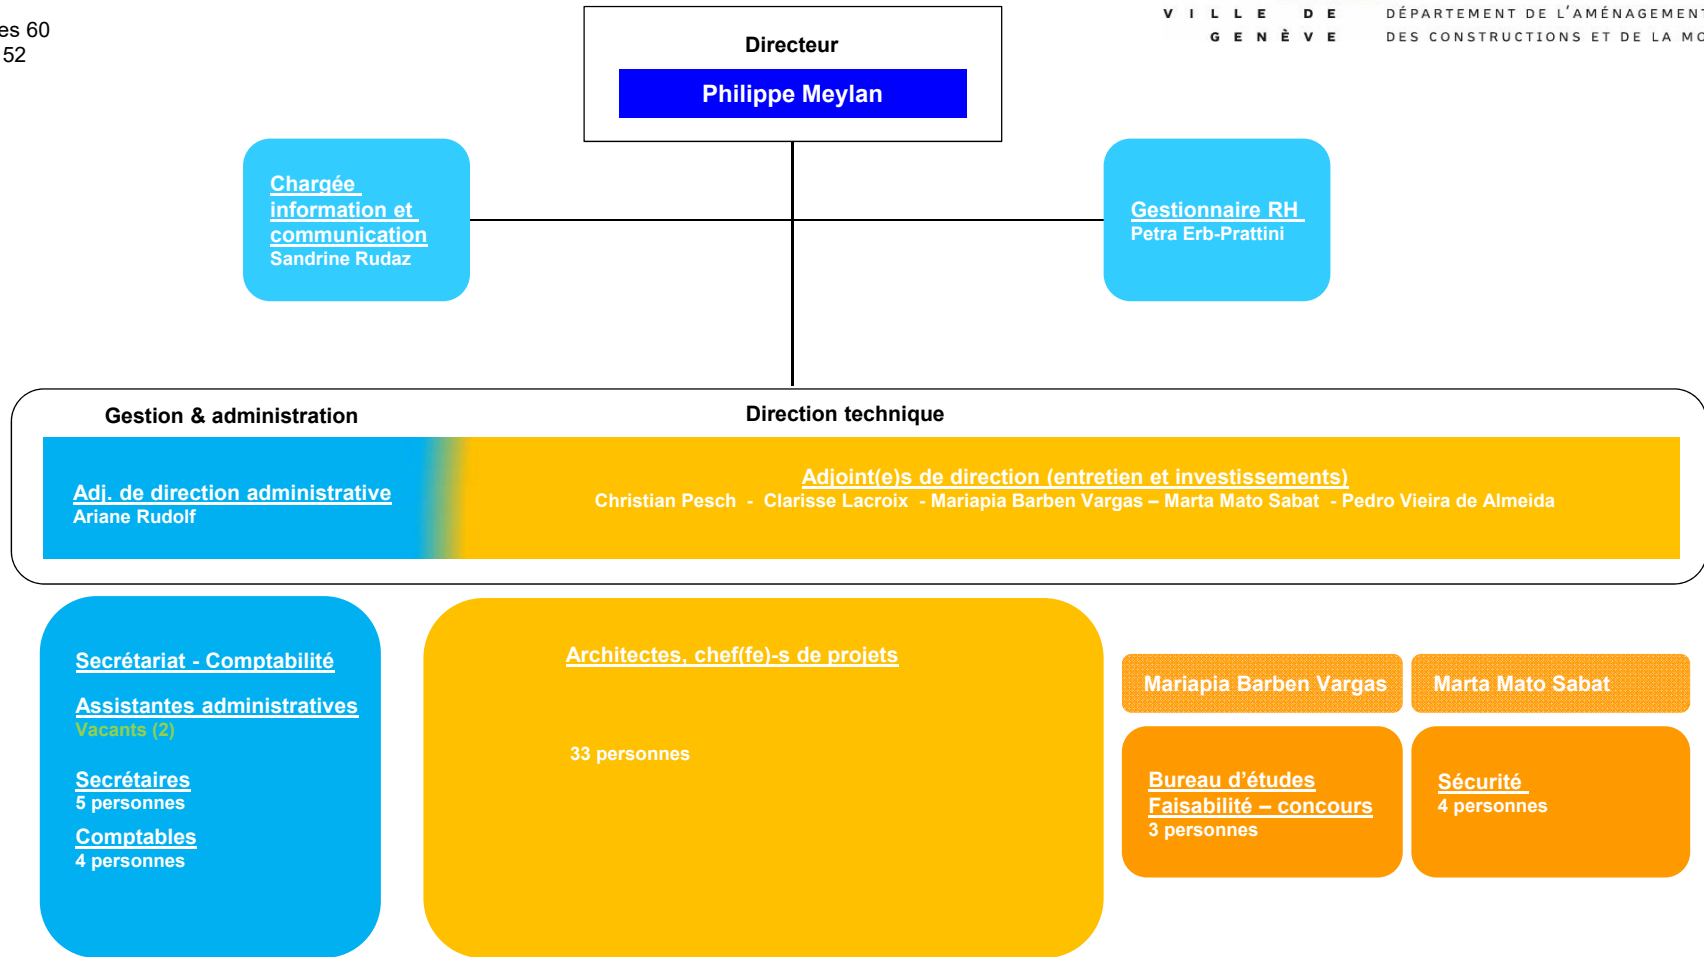 es 60
52
VILLE DE
GENÈVE
DÉPARTEMENT DE L'AMÉNAGEMENT
DES CONSTRUCTIONS ET DE LA MO
Directeur
Philippe Meylan
Chargée
information et
communication
Sandrine Rudaz
Gestionnaire RH
Petra Erb-Prattini
Gestion & administration
Direction technique
Adj. de direction administrative
Ariane Rudolf
Adjoint(e)s de direction (entretien et investissements)
Christian Pesch - Clarisse Lacroix - Mariapia Barben Vargas – Marta Mato Sabat - Pedro Vieira de Almeida
Secrétariat - Comptabilité
Assistantes administratives
Vacants (2)
Secrétaires
5 personnes
Comptables
4 personnes
Architectes, chef(fe)-s de projets
33 personnes
Mariapia Barben Vargas
Marta Mato Sabat
Bureau d'études
Faisabilité – concours
3 personnes
Sécurité
4 personnes